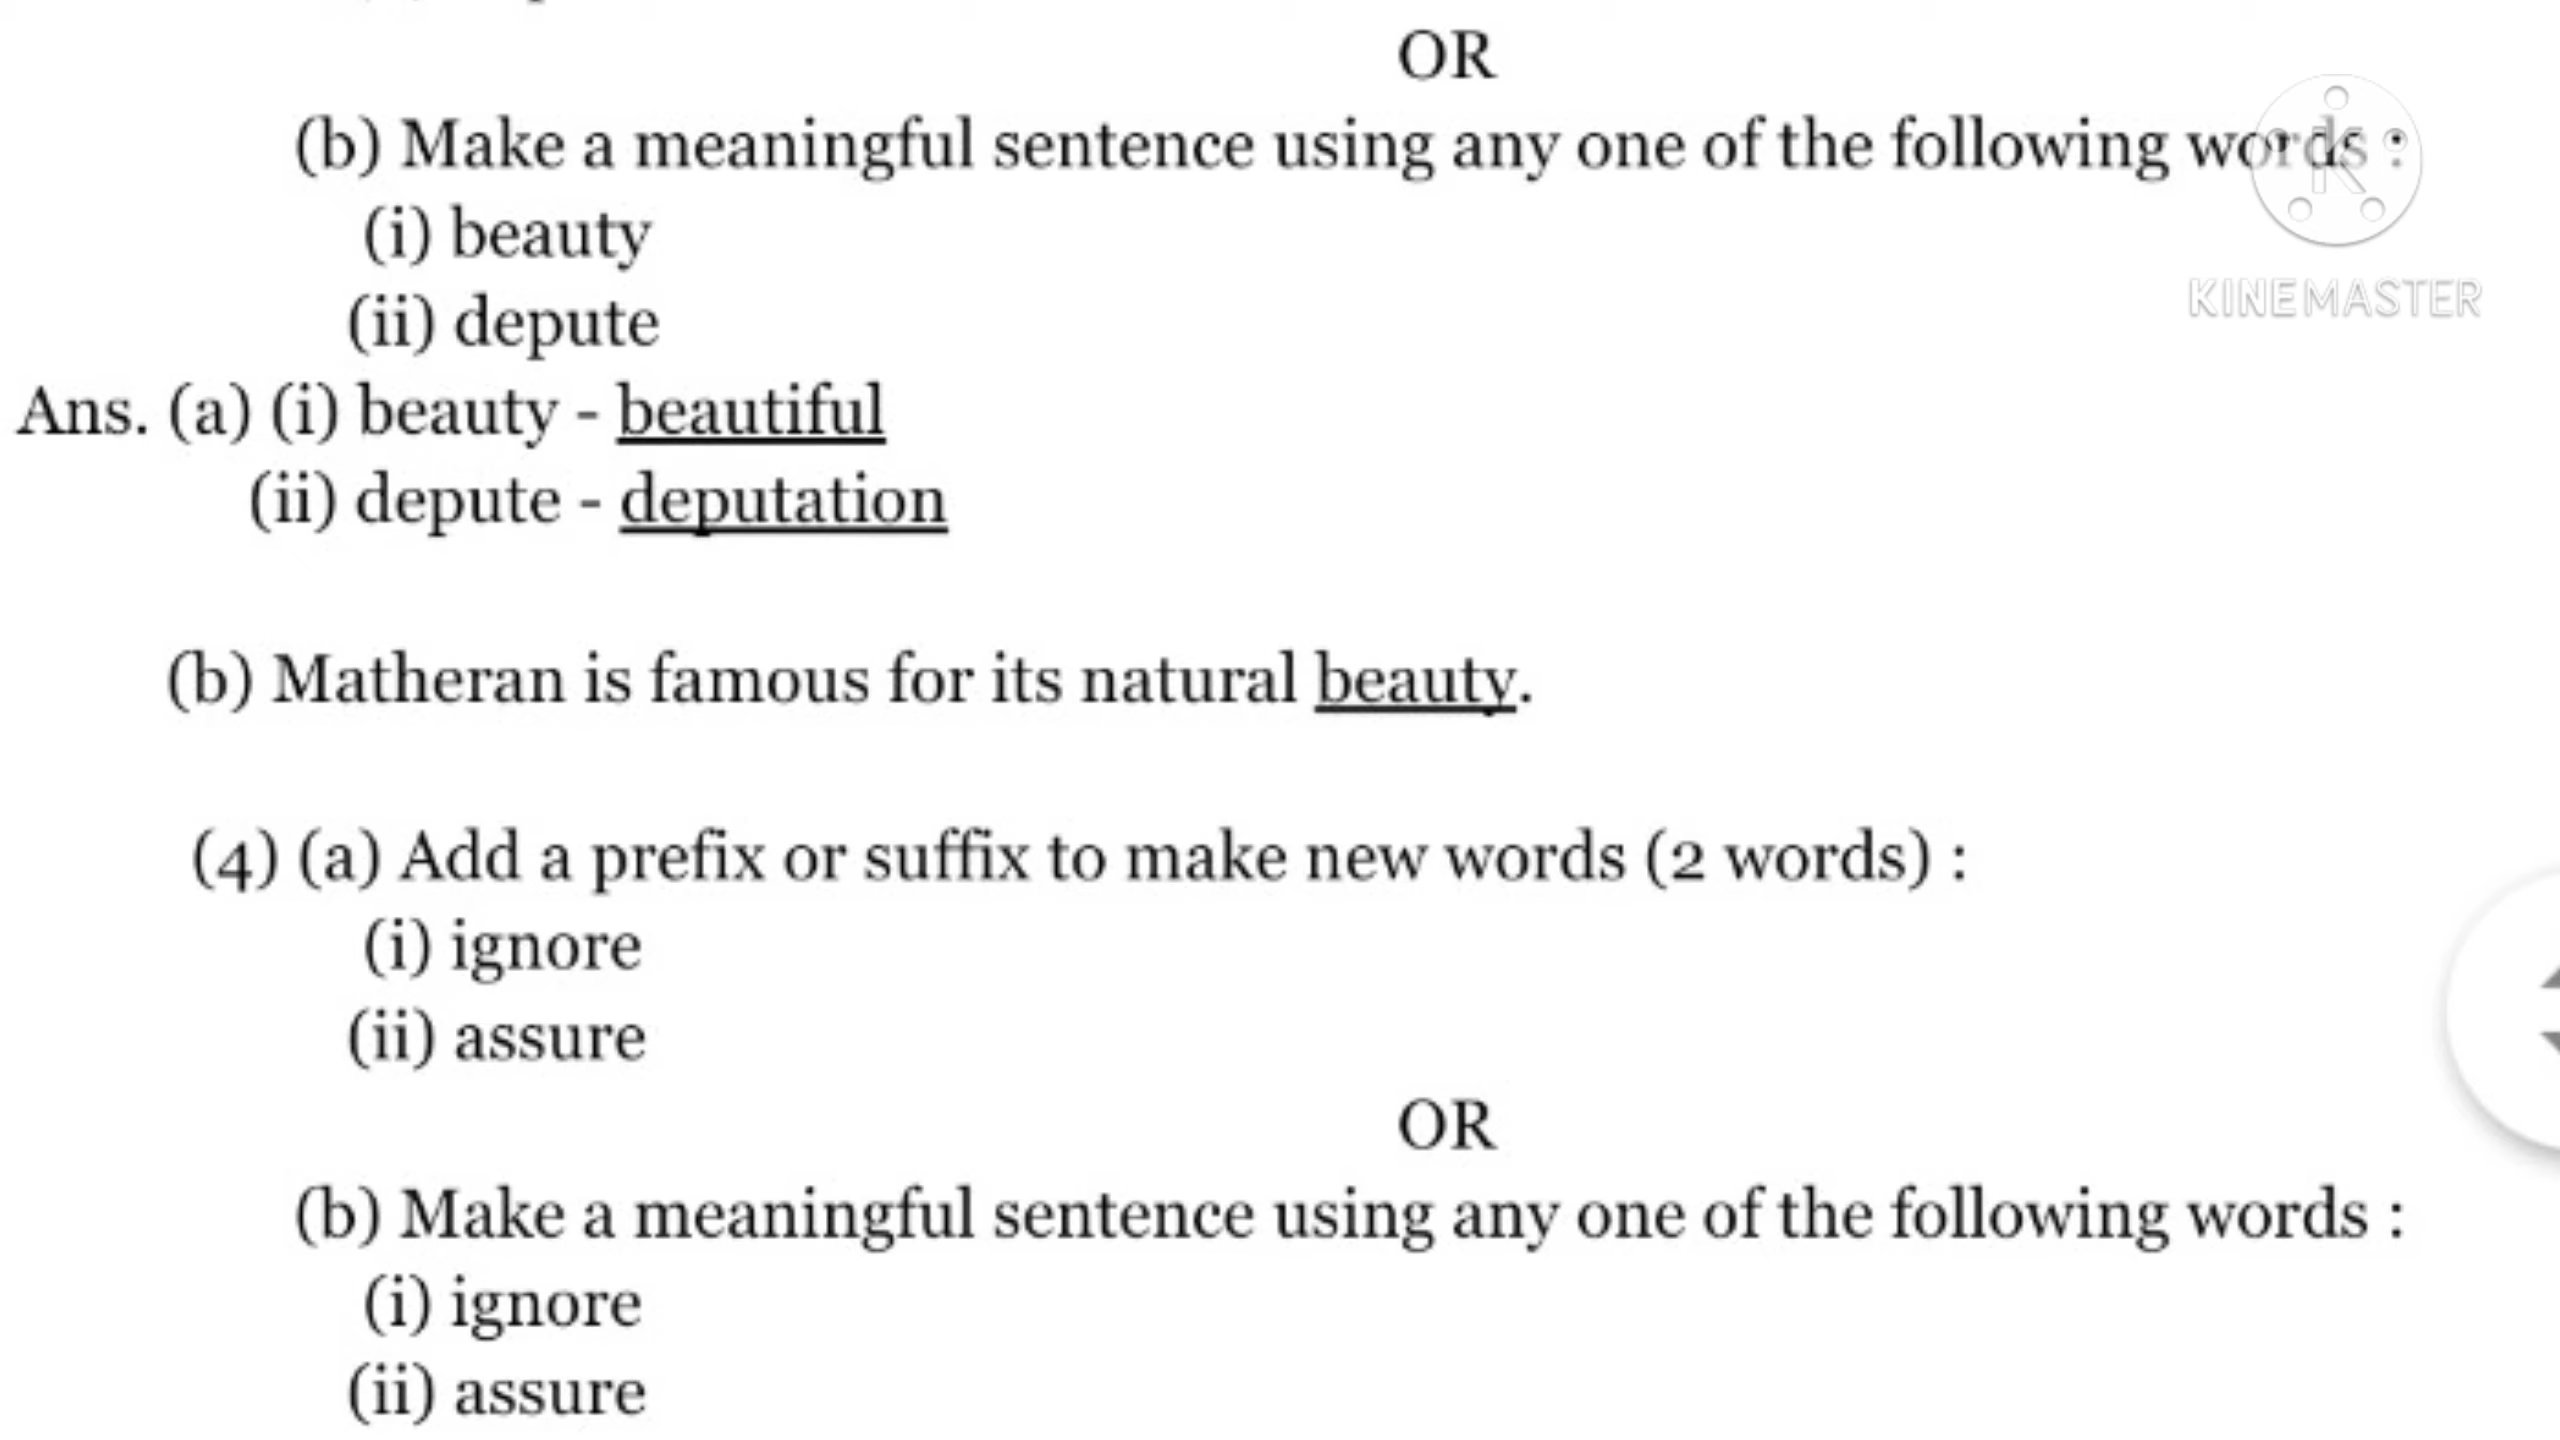 OR
(b) Make a meaningful sentence using any one of the following words :
(i) beauty
(ii) depute
KINEMASTER
Ans. (a) (i) beauty - beautiful
(ii) depute - deputation
(b) Matheran is famous for its natural beauty.
(4) (a) Add a prefix or suffix to make new words (2 words) :
(i) ignore
(ii) assure
OR
(b) Make a meaningful sentence using any one of the following words :
(i) ignore
(ii) assure